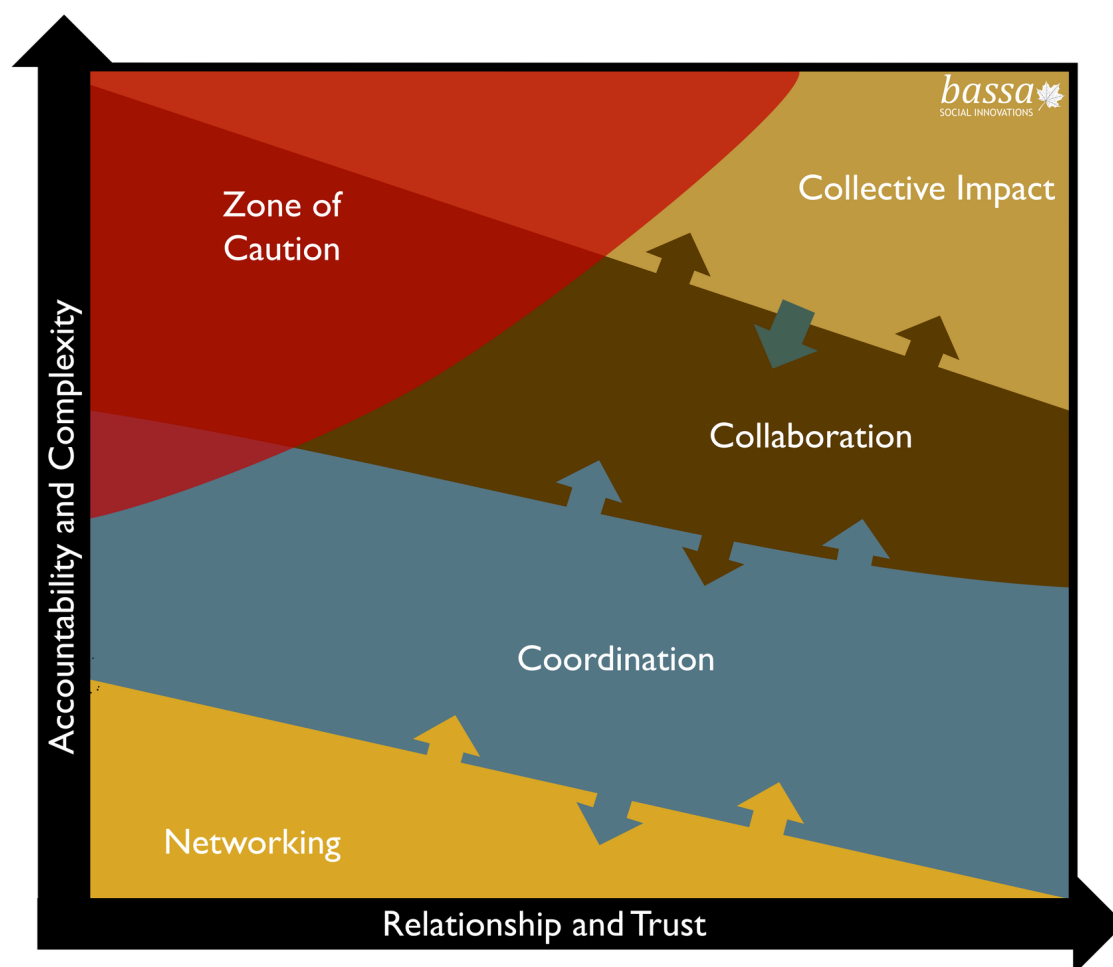 bassa
SOCIAL INNOVATIONS
Collective Impact
Zone of
Caution
Collaboration
Coordination
Networking
Accountability and Complexity
Relationship and Trust